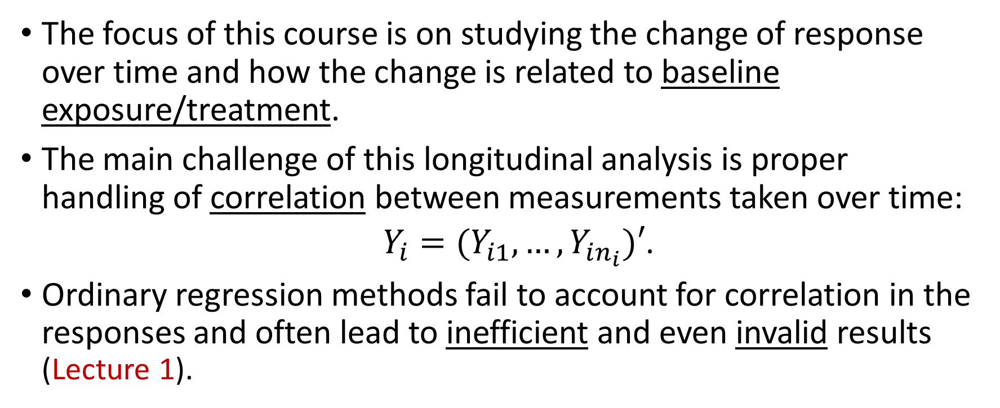 • The focus of this course is on studying the change of response
over time and how the change is related to baseline
exposure/treatment.
• The main challenge of this longitudinal analysis is proper
handling of correlation between measurements taken over time:
$Y_i = (Y_{i1}, \ldots, Y_{in_i})'.$
• Ordinary regression methods fail to account for correlation in the
responses and often lead to inefficient and even invalid results
(Lecture 1).